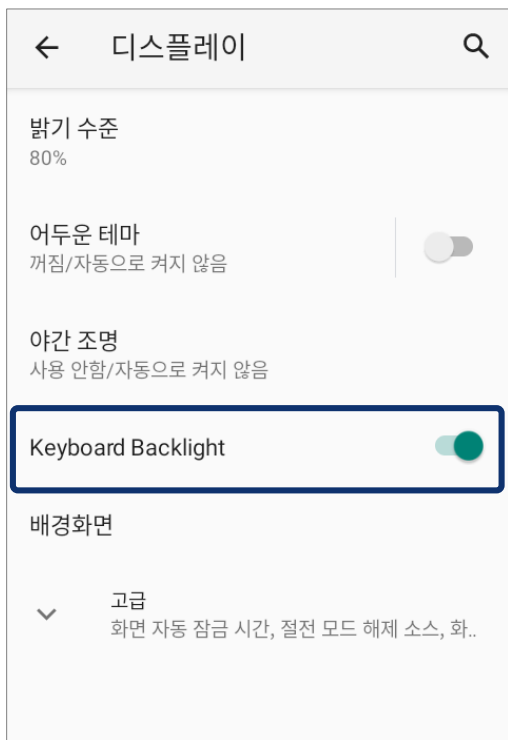 디스플레이
밝기 수준
80%
어두운 테마
꺼짐/자동으로 켜지 않음
야간 조명
사용 안함/자동으로 켜지 않음
Keyboard Backlight
배경화면
고급
화면 자동 잠금 시간, 절전 모드 해제 소스, 화..